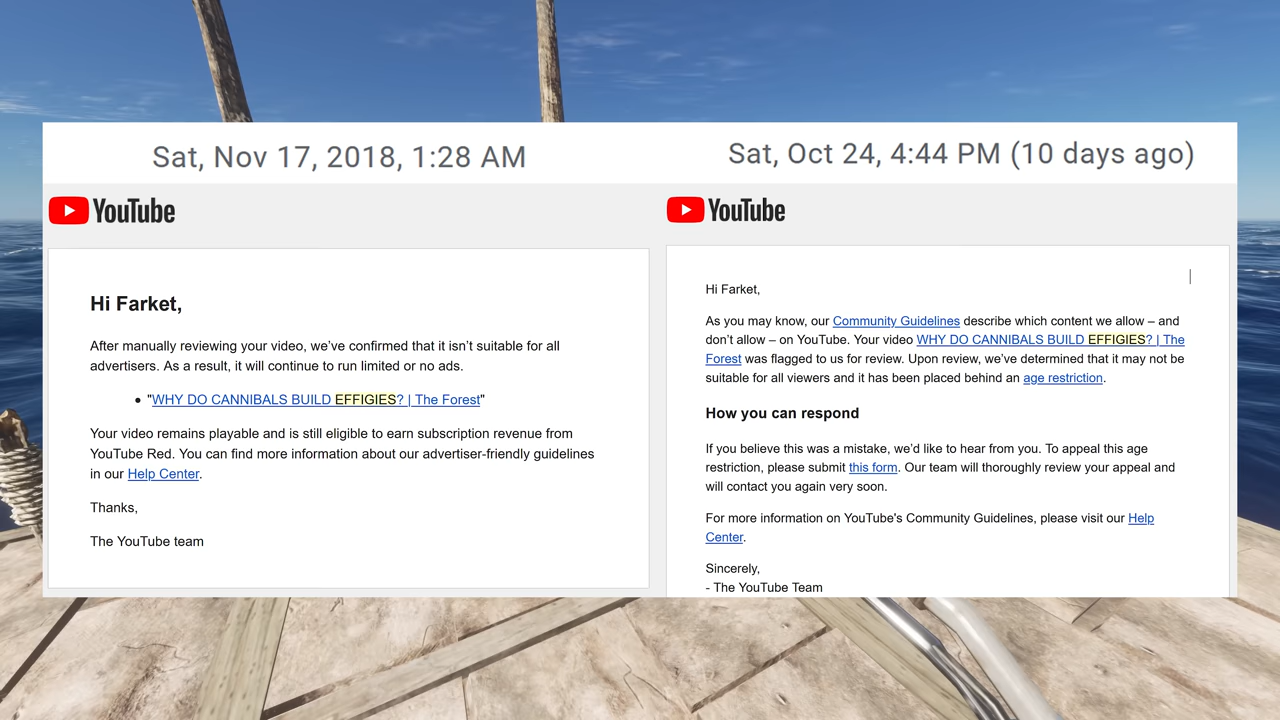 Sat, Nov 17, 2018, 1:28 AM
YouTube
Hi Farket,
After manually reviewing your video, we’ve confirmed that it isn’t suitable for all
advertisers. As a result, it will continue to run limited or no ads.
● "WHY DO CANNIBALS BUILD EFFIGIES? | The Forest"
Your video remains playable and is still eligible to earn subscription revenue from
YouTube Red. You can find more information about our advertiser-friendly guidelines
in our Help Center.
Thanks,
The YouTube team
Sat, Oct 24, 4:44 PM (10 days ago)
YouTube
Hi Farket,
As you may know, our Community Guidelines describe which content we allow – and
don’t allow – on YouTube. Your video WHY DO CANNIBALS BUILD EFFIGIES? | The
Forest was flagged to us for review. Upon review, we’ve determined that it may not be
suitable for all viewers and it has been placed behind an age restriction.
How you can respond
If you believe this was a mistake, we’d like to hear from you. To appeal this age
restriction, please submit this form. Our team will thoroughly review your appeal and
will contact you again very soon.
For more information on YouTube's Community Guidelines, please visit our Help
Center.
Sincerely,
- The YouTube Team